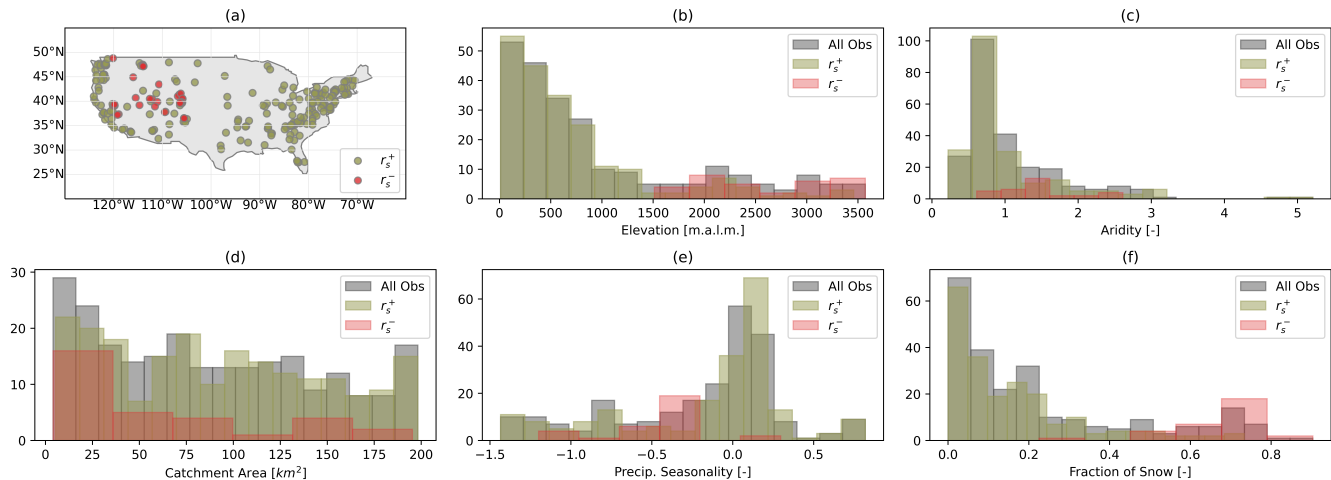 (a)
50°N
45°N
40°N
35°N
30°N
25°N
120°W 110°W 100°W 90°W 80°W 70°W
r_s^+
r_s^-
(b)
50
40
30
20
10
0
0 500 1000 1500 2000 2500 3000 3500
Elevation [m.a.l.m.]
All Obs
r_s^+
r_s^-
(c)
100
80
60
40
20
0
0 1 2 3 4 5
Aridity [-]
All Obs
r_s^+
r_s^-
(d)
30
20
10
0
0 25 50 75 100 125 150 175 200
Catchment Area [km^2]
All Obs
r_s^+
r_s^-
(e)
60
40
20
0
−1.5 −1.0 −0.5 0.0 0.5
Precip. Seasonality [-]
All Obs
r_s^+
r_s^-
(f)
60
40
20
0
0.0 0.2 0.4 0.6 0.8
Fraction of Snow [-]
All Obs
r_s^+
r_s^-